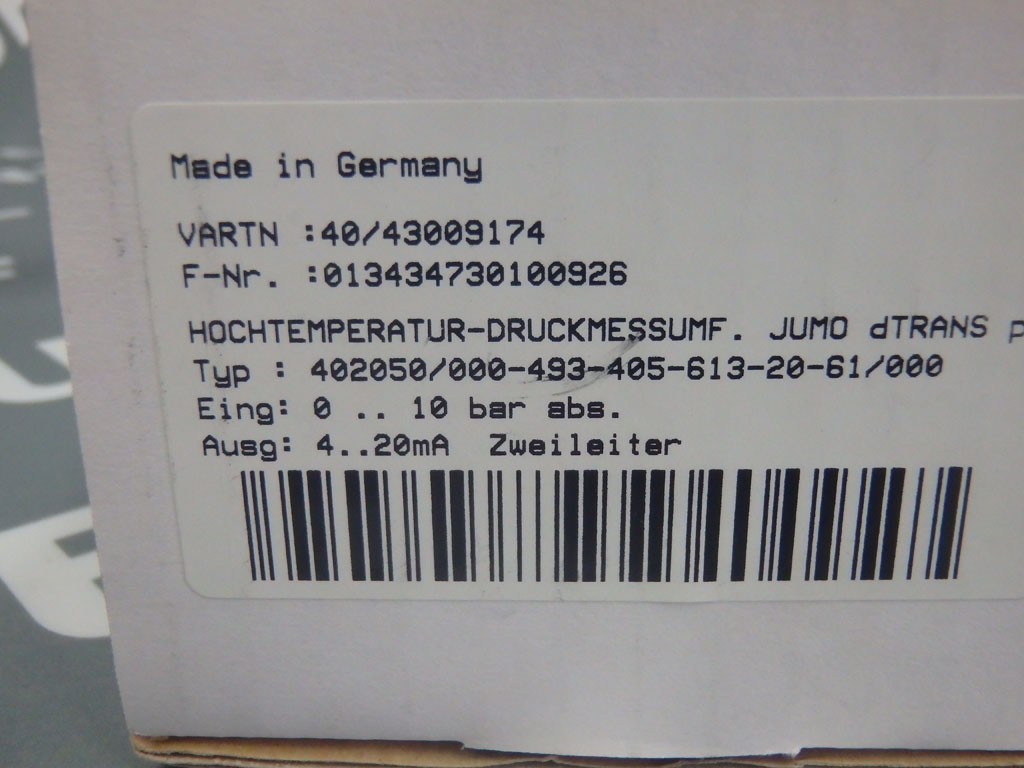 Made in Germany
VARTN :40/43009174
F-Nr. :013434730100926
HOCHTEMPERATUR-DRUCKMESSUMF. JUMO dTRANS p
Typ : 402050/000-493-405-613-20-61/000
Eing: 0 .. 10 bar abs.
Ausg: 4..20mA Zweileiter